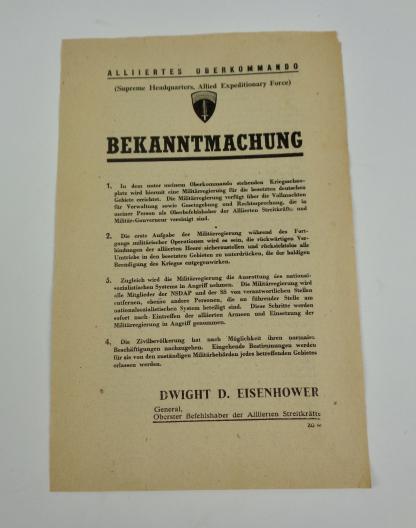 ALLIIERTES OBERKOMMANDO
(Supreme Headquarters, Allied Expeditionary Force)
BEKANNTMACHUNG
1. In dem unter meinem Oberkommando stehenden Kriegsschau-
platz wird hiermit eine Militärregierung für die besetzten deutschen
Gebiete errichtet. Die Militärregierung verfügt über die Vollmachten
für Verwaltung sowie Gesetzgebung und Rechtsprechung, die in
meiner Person als Oberbefehlshaber der Alliierten Streitkräfte und
Militär-Gouverneur vereinigt sind.
2. Die erste Aufgabe der Militärregierung während des Fort-
gangs militärischer Operationen wird es sein, die rückwärtigen Ver-
bindungen der alliierten Heere sicherzustellen und rücksichtslos alle
Umtriebe in den besetzten Gebieten zu unterdrücken, die der baldigen
Beendigung des Krieges entgegenwirken.
3. Zugleich wird die Militärregierung die Ausrottung des national-
sozialistischen Systems in Angriff nehmen. Die Militärregierung wird
alle Mitglieder der NSDAP und der SS von verantwortlichen Stellen
entfernen, ebenso andere Personen, die an führender Stelle am
nationalsozialistischen System beteiligt sind. Diese Schritte werden
sofort nach Eintreffen der alliierten Armeen und Einsetzung der
Militärregierung in Angriff genommen.
4. Die Zivilbevölkerung hat nach Möglichkeit ihren normalen
Beschäftigungen nachzugehen. Eingehende Bestimmungen werden
für sie von den zuständigen Militärbehörden jedes betreffenden Gebietes
erlassen werden.
DWIGHT D. EISENHOWER
General,
Oberster Befehlshaber der Alliierten Streitkräfte